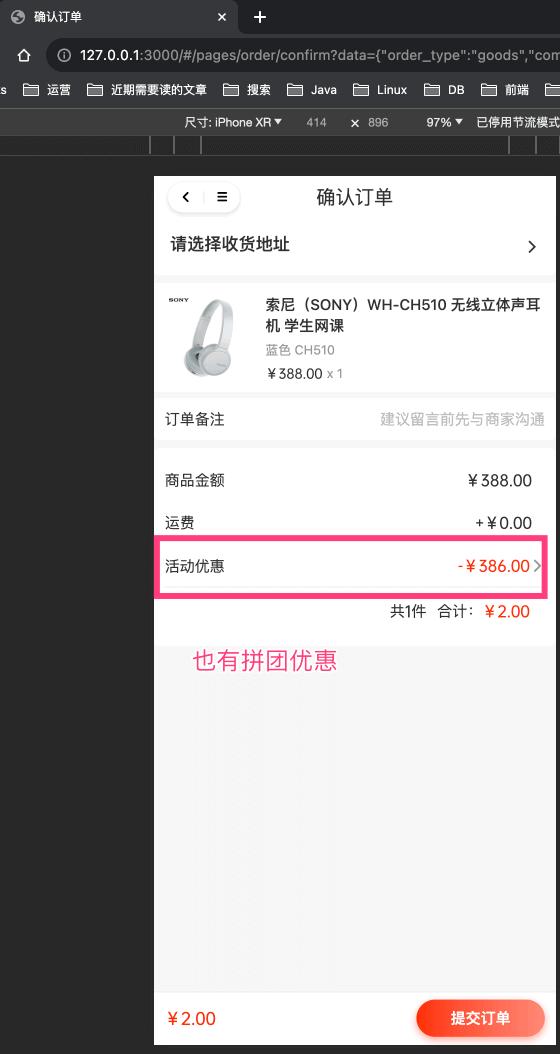 确认订单
127.0.0.1:3000/#/pages/order/confirm?data={"order_type":"goods","com
运营 近期需要读的文章 搜索 Java Linux DB 前端
尺寸: iPhone XR 414 × 896 97% 已停用节流模式
确认订单
请选择收货地址
SONY
索尼（SONY）WH-CH510 无线立体声耳
机 学生网课
蓝色 CH510
￥388.00 x 1
订单备注 建议留言前先与商家沟通
商品金额 ￥388.00
运费 +￥0.00
活动优惠 -￥386.00
共1件 合计: ￥2.00
也有拼团优惠
￥2.00 提交订单